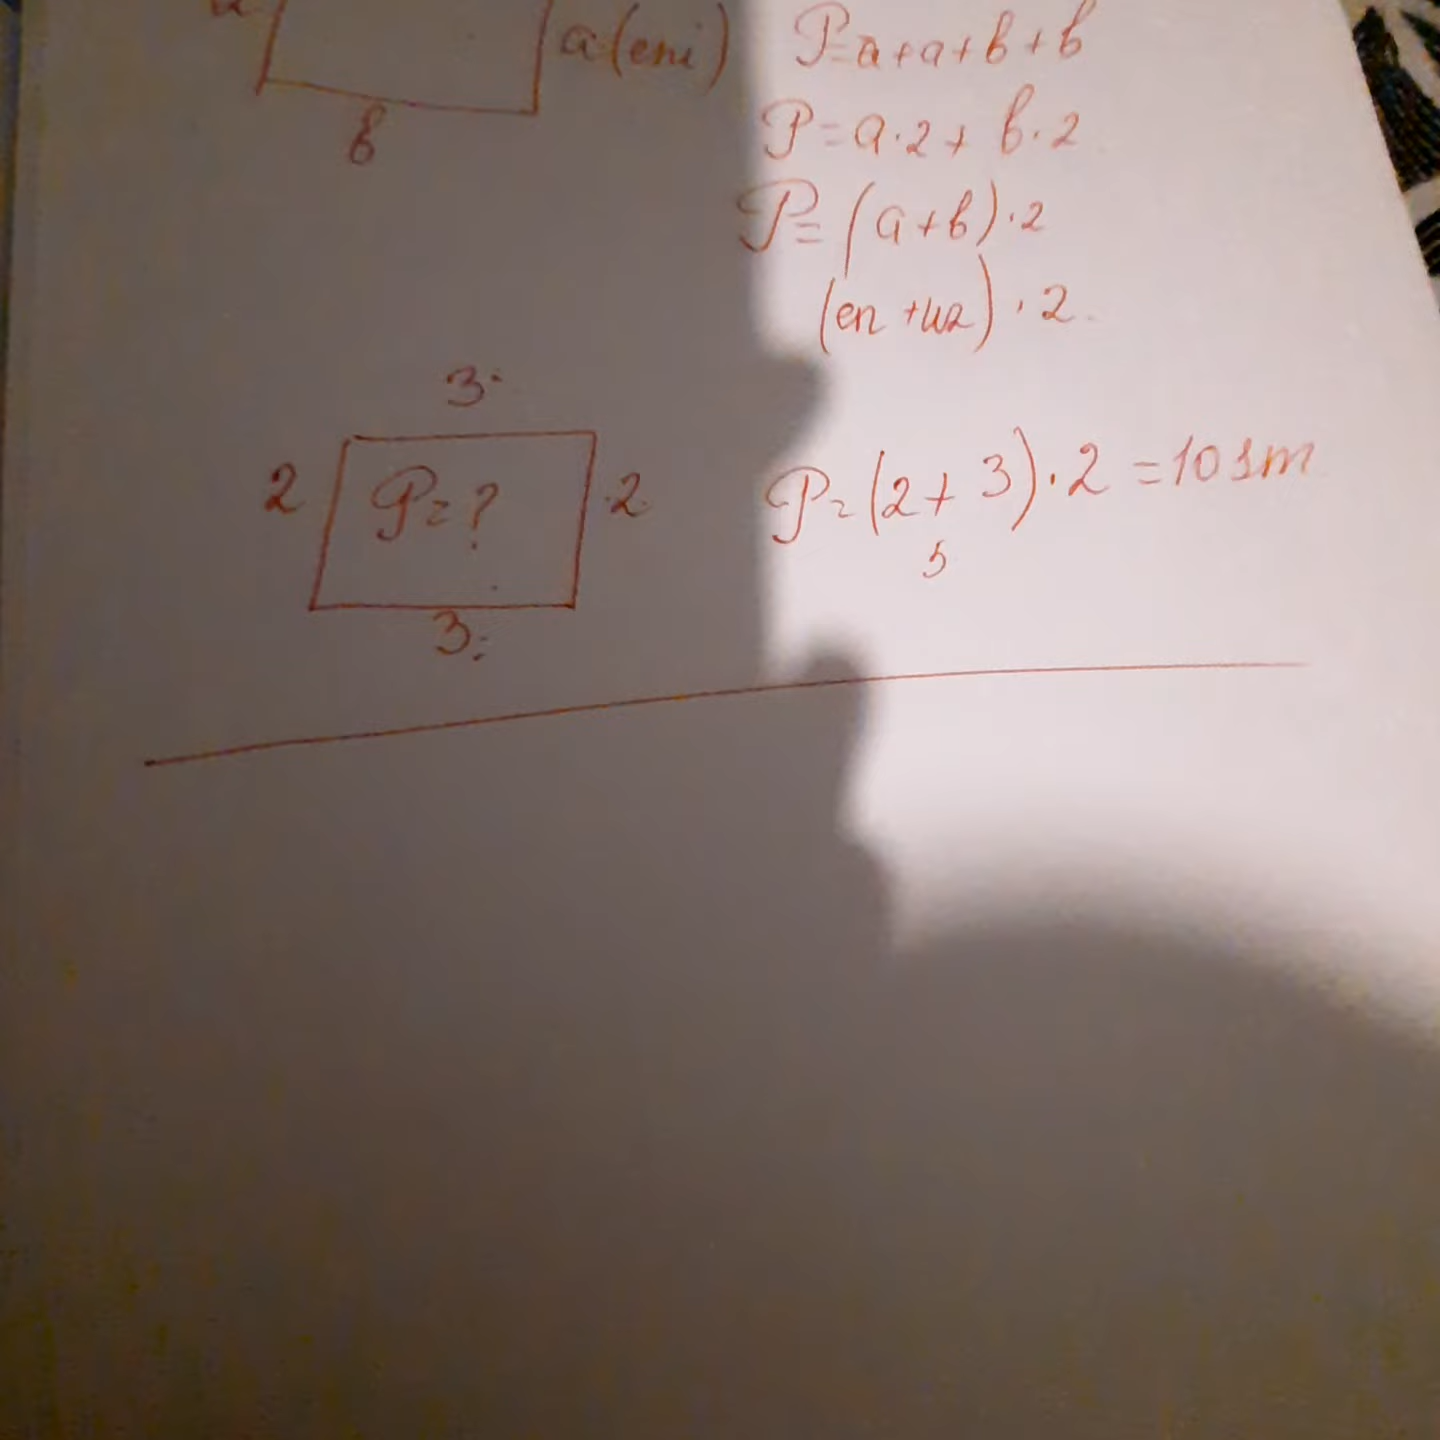 a(eni)
b
P=a+a+b+b
P=a·2+ b·2
P=(a+b)·2
(en +uz)·2
3
2 P=? 2
3
P=(2+3)·2=10sm
5